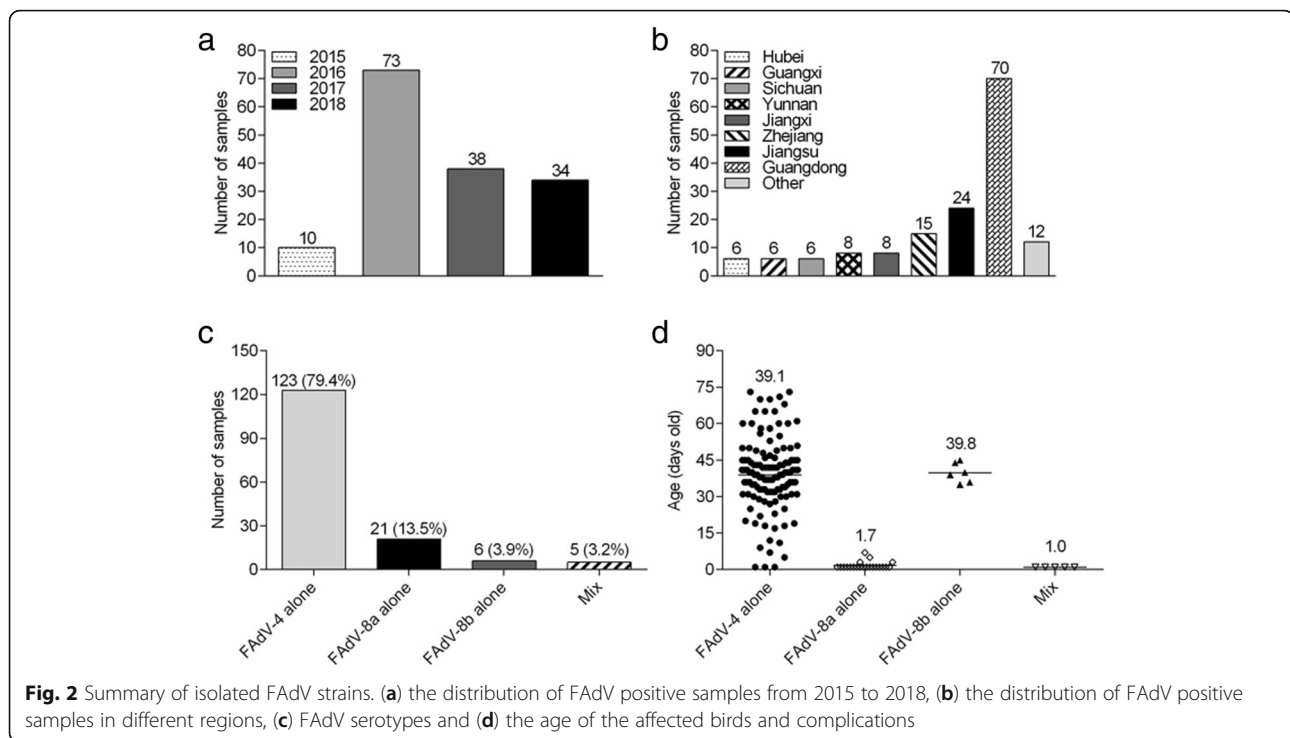 a
80
70
60
50
40
30
20
10
0
Number of samples
2015
2016
2017
2018
10
73
38
34
b
80
70
60
50
40
30
20
10
0
Number of samples
Hubei
Guangxi
Sichuan
Yunnan
Jiangxi
Zhejiang
Jiangsu
Guangdong
Other
6
6
6
8
8
15
24
70
12
c
150
120
90
60
30
0
Number of samples
123 (79.4%)
21 (13.5%)
6 (3.9%)
5 (3.2%)
FAdV-4 alone
FAdV-8a alone
FAdV-8b alone
Mix
d
90
75
60
45
30
15
0
Age (days old)
39.1
1.7
39.8
1.0
FAdV-4 alone
FAdV-8a alone
FAdV-8b alone
Mix
Fig. 2 Summary of isolated FAdV strains. (a) the distribution of FAdV positive samples from 2015 to 2018, (b) the distribution of FAdV positive
samples in different regions, (c) FAdV serotypes and (d) the age of the affected birds and complications